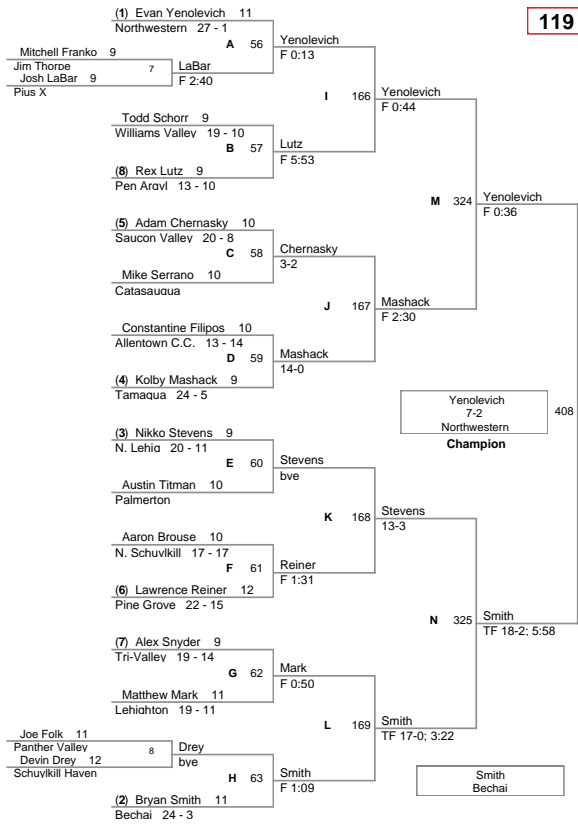 119
(1) Evan Yenolevich 11
Northwestern 27 - 1
A 56
Yenolevich
F 0:13
Mitchell Franko 9
Jim Thorpe
7
LaBar
F 2:40
Josh LaBar 9
Pius X
I 166
Yenolevich
F 0:44
Todd Schorr 9
Williams Valley 19 - 10
B 57
Lutz
F 5:53
(8) Rex Lutz 9
Pen Argyl 13 - 10
M 324
Yenolevich
F 0:36
(5) Adam Chernasky 10
Saucon Valley 20 - 8
C 58
Chernasky
3-2
Mike Serrano 10
Catasauqua
J 167
Mashack
F 2:30
Constantine Filipos 10
Allentown C.C. 13 - 14
D 59
Mashack
14-0
(4) Kolby Mashack 9
Tamaqua 24 - 5
Yenolevich
7-2
Northwestern
408
Champion
(3) Nikko Stevens 9
N. Lehig 20 - 11
E 60
Stevens
bye
Austin Titman 10
Palmerton
K 168
Stevens
13-3
Aaron Brouse 10
N. Schuylkill 17 - 17
F 61
Reiner
F 1:31
(6) Lawrence Reiner 12
Pine Grove 22 - 15
N 325
Smith
TF 18-2; 5:58
(7) Alex Snyder 9
Tri-Valley 19 - 14
G 62
Mark
F 0:50
Matthew Mark 11
Lehighton 19 - 11
L 169
Smith
TF 17-0; 3:22
Joe Folk 11
Panther Valley
8
Drey
bye
Devin Drey 12
Schuylkill Haven
H 63
Smith
F 1:09
(2) Bryan Smith 11
Bechai 24 - 3
Smith
Bechai